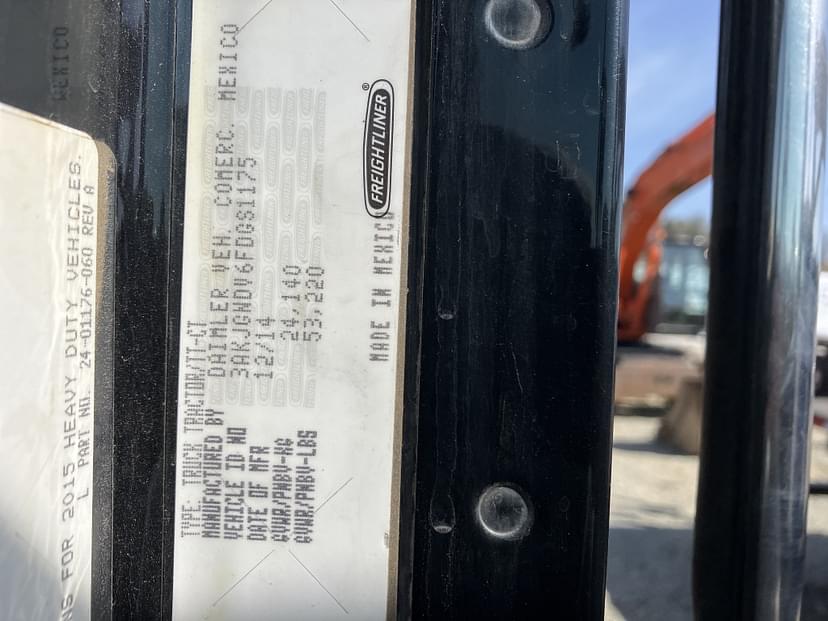 NS FOR 2015 HEAVY DUTY VEHICLES.
L PART NO. 24-01176-060 REV A
MEXICO
TYPE: TRUCK TRACTOR/TT-CT
MANUFACTURED BY DAIMLER VEH. COMERC. MEXICO
VEHICLE ID NO 3AKJGWDV6FDGS1175
DATE OF MFR 12/14
GVWR/PNBV-KG 24,140
GVWR/PNBV-LBS 53,220
FREIGHTLINER®
MADE IN MEXICO